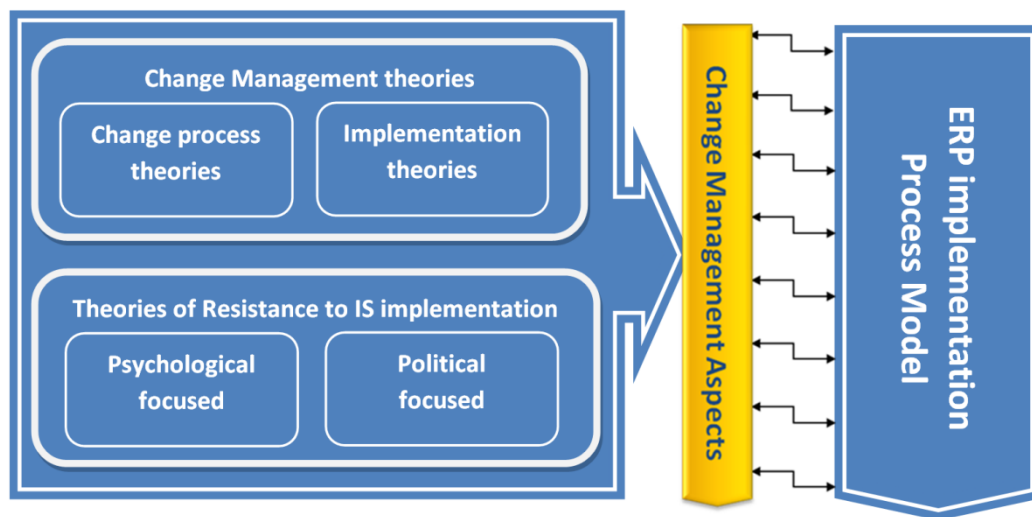 Change Management theories
Change process
theories
Implementation
theories
Theories of Resistance to IS implementation
Psychological
focused
Political
focused
Change Management Aspects
ERP implementation
Process Model